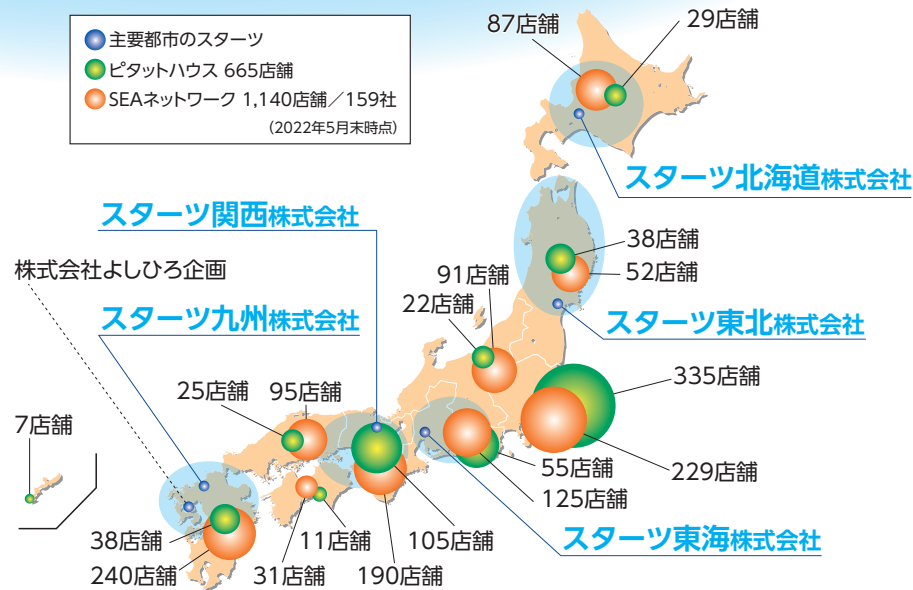 主要都市のスターツ
ピタットハウス 665店舗
SEAネットワーク 1,140店舗／159社
（2022年5月末時点）
87店舗
29店舗
スターツ北海道株式会社
スターツ関西株式会社
38店舗
52店舗
株式会社よしひろ企画
91店舗
22店舗
スターツ九州株式会社
スターツ東北株式会社
25店舗
95店舗
335店舗
7店舗
229店舗
55店舗
125店舗
38店舗
11店舗
105店舗
スターツ東海株式会社
240店舗
31店舗
190店舗